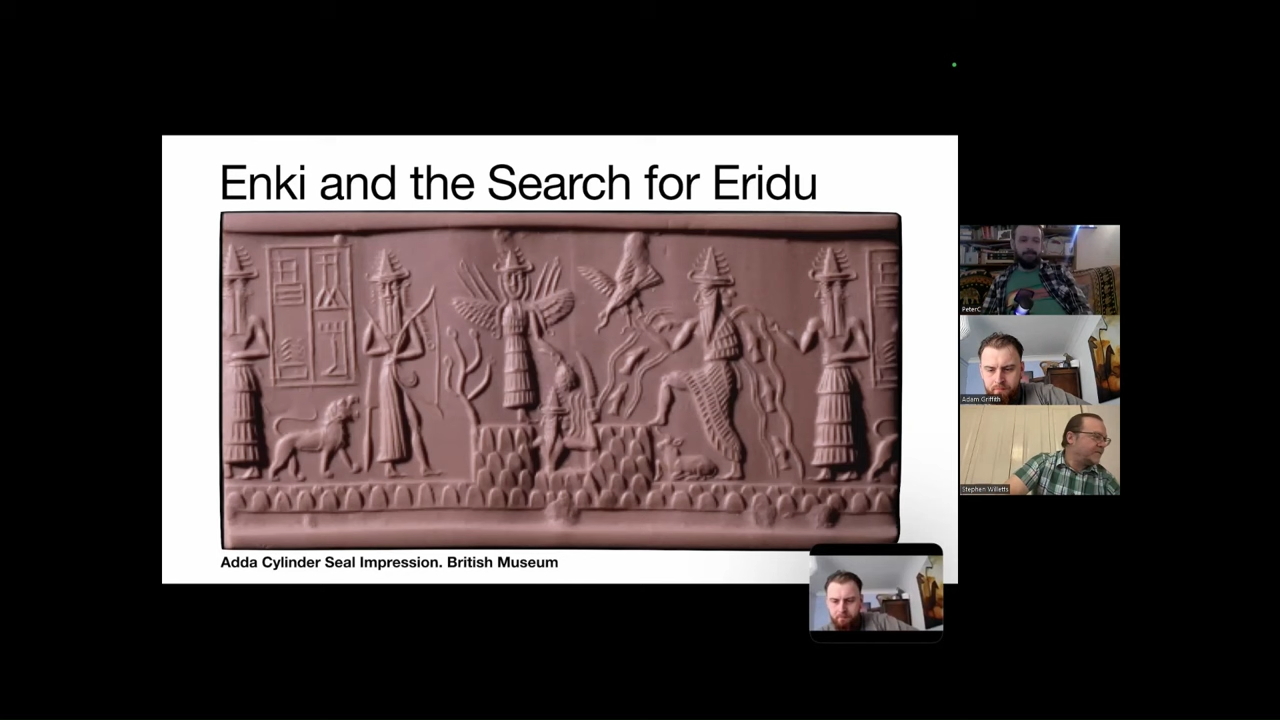 Enki and the Search for Eridu
Adda Cylinder Seal Impression. British Museum
PeterC
Adam Griffith
Stephen Willetts